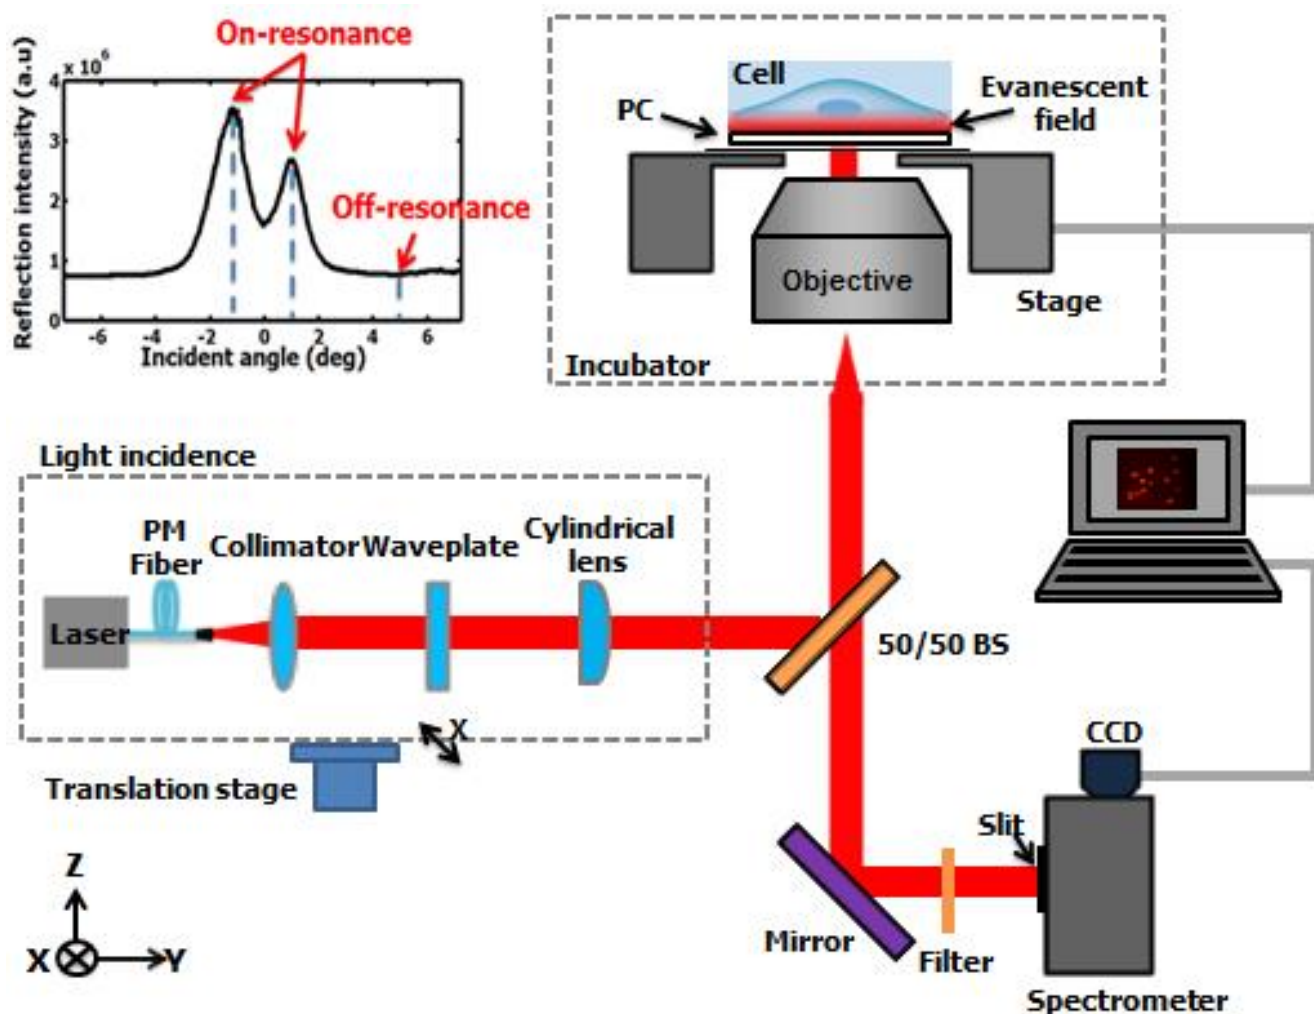 On-resonance
× 10⁶
Reflection intensity (a.u)
4
3
2
1
0
Off-resonance
-6 -4 -2 0 2 4 6
Incident angle (deg)
Cell
PC
Evanescent
field
Objective
Stage
Incubator
Light incidence
PM
Fiber
Collimator
Waveplate
Cylindrical
lens
Laser
50/50 BS
X
Translation stage
CCD
Slit
Z
X
Y
Mirror
Filter
Spectrometer